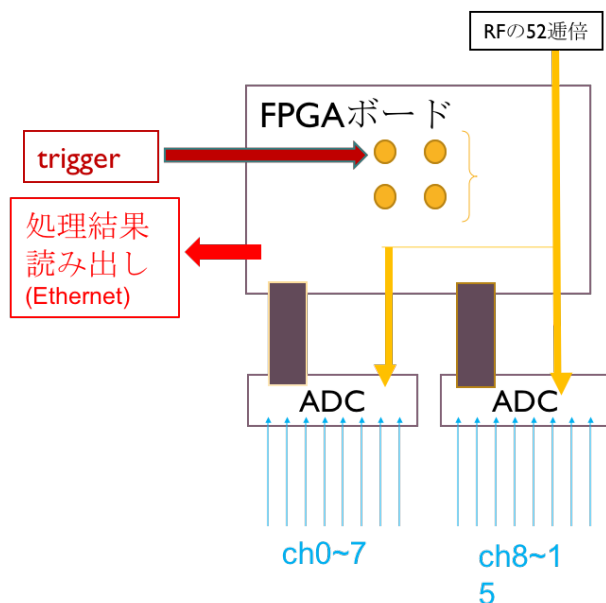 RFの52逓倍
FPGAボード
trigger
処理結果
読み出し
(Ethernet)
ADC
ADC
ch0~7
ch8~1
5